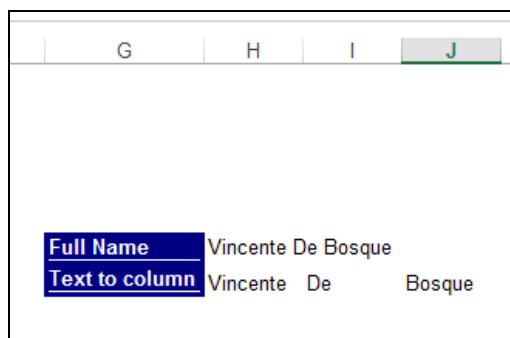 G H I J
Full Name Vincente De Bosque
Text to column Vincente De Bosque